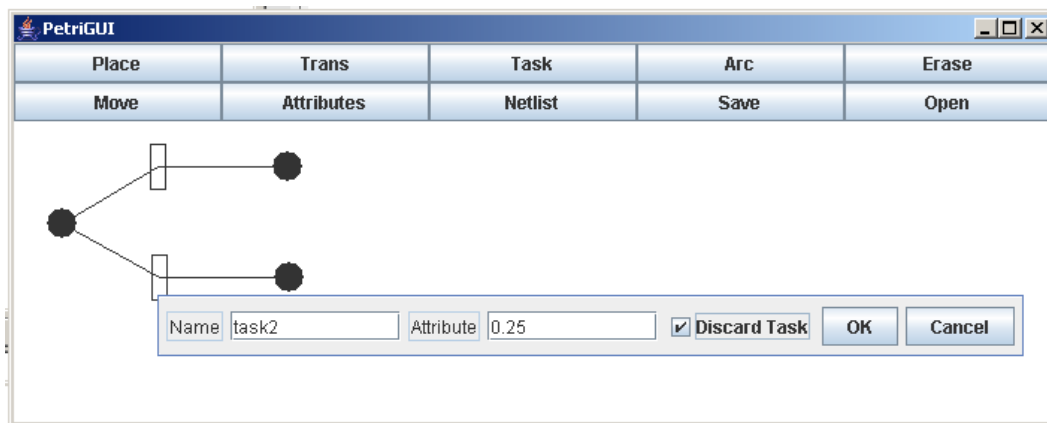 PetriGUI
Place Trans Task Arc Erase
Move Attributes Netlist Save Open
Name task2 Attribute 0.25 Discard Task OK Cancel